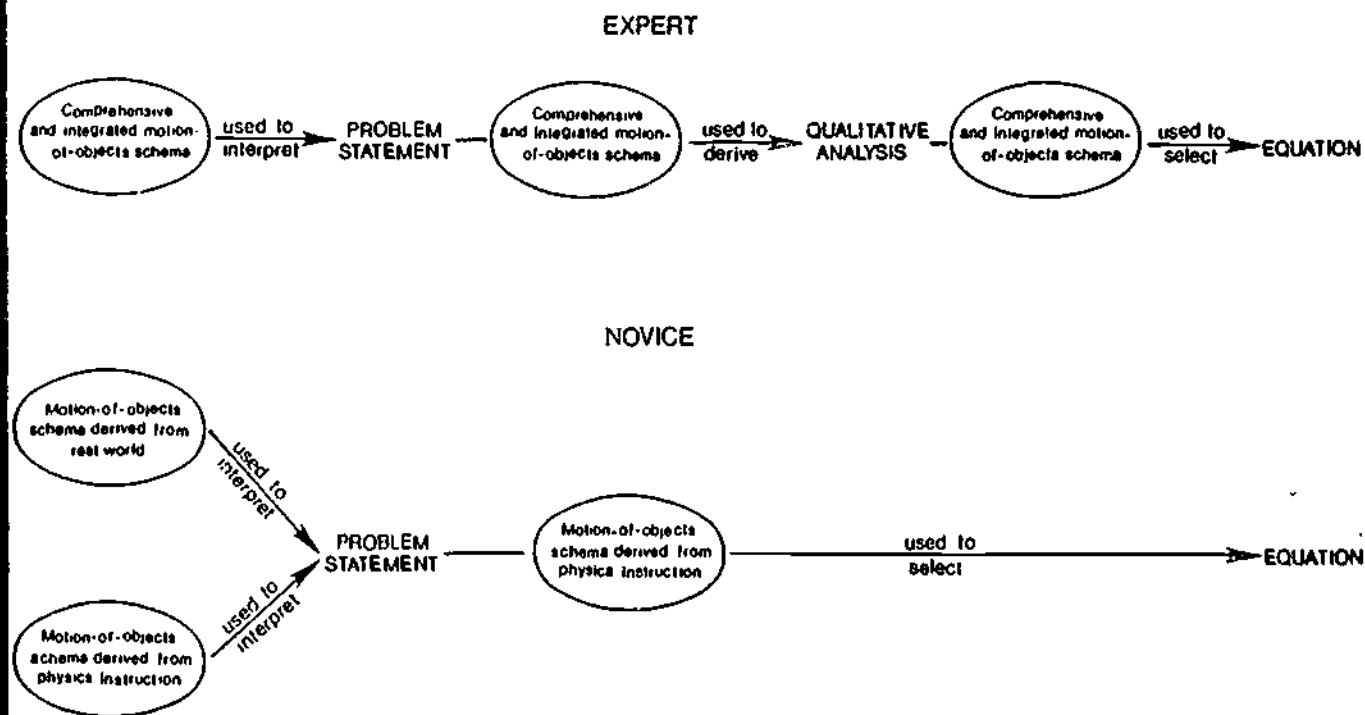 EXPERT
Comprehensive
and integrated motion-
of-objects schema
used to
interpret
PROBLEM
STATEMENT
Comprehensive
and integrated motion-
of-objects schema
used to
derive
QUALITATIVE
ANALYSIS
Comprehensive
and integrated motion-
of-objects schema
used to
select
EQUATION
NOVICE
Motion-of-objects
schema derived from
real world
used to
interpret
Motion-of-objects
schema derived from
physics instruction
used to
interpret
PROBLEM
STATEMENT
Motion-of-objects
schema derived from
physica instruction
used to
select
EQUATION